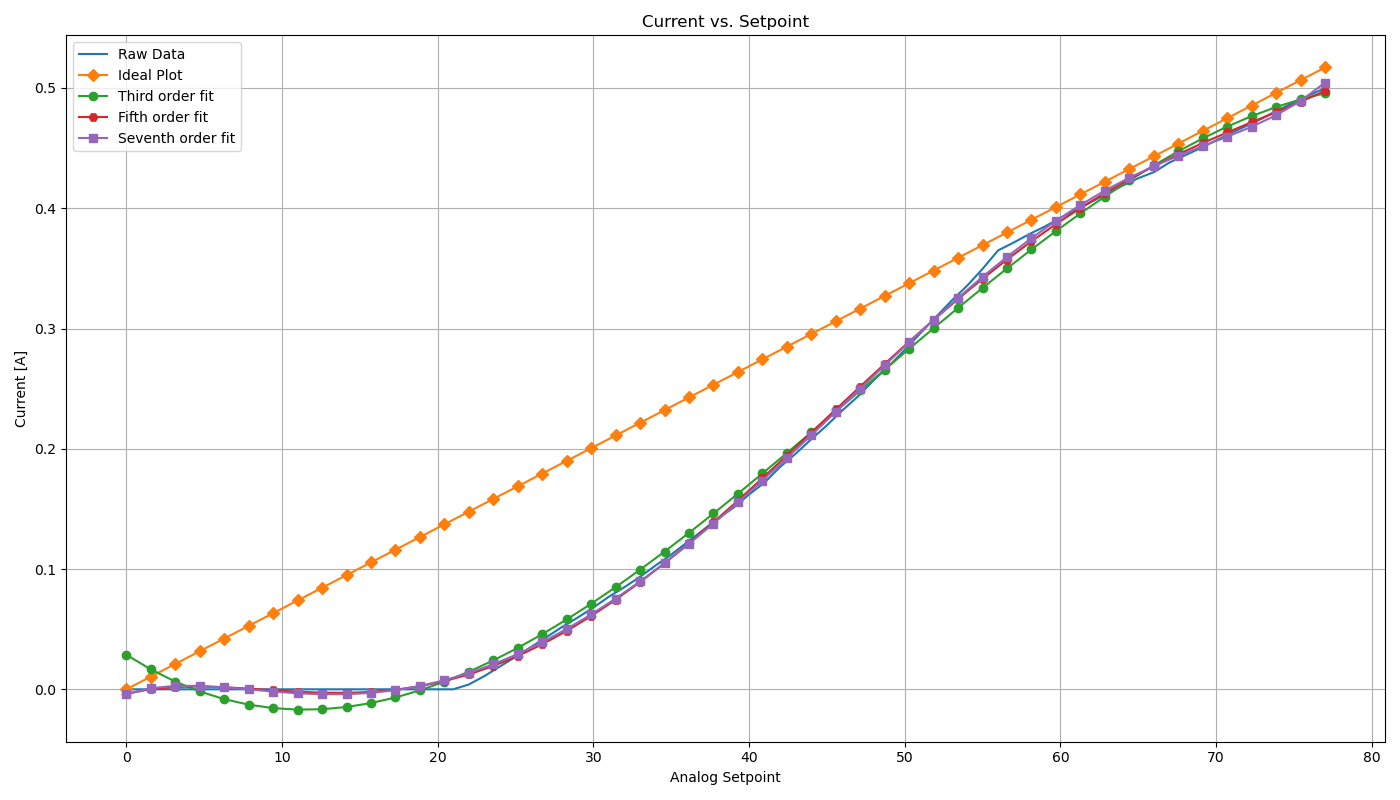 Current vs. Setpoint
Raw Data
Ideal Plot
Third order fit
Fifth order fit
Seventh order fit
0.5
0.4
0.3
0.2
0.1
0.0
Current [A]
0 10 20 30 40 50 60 70 80
Analog Setpoint